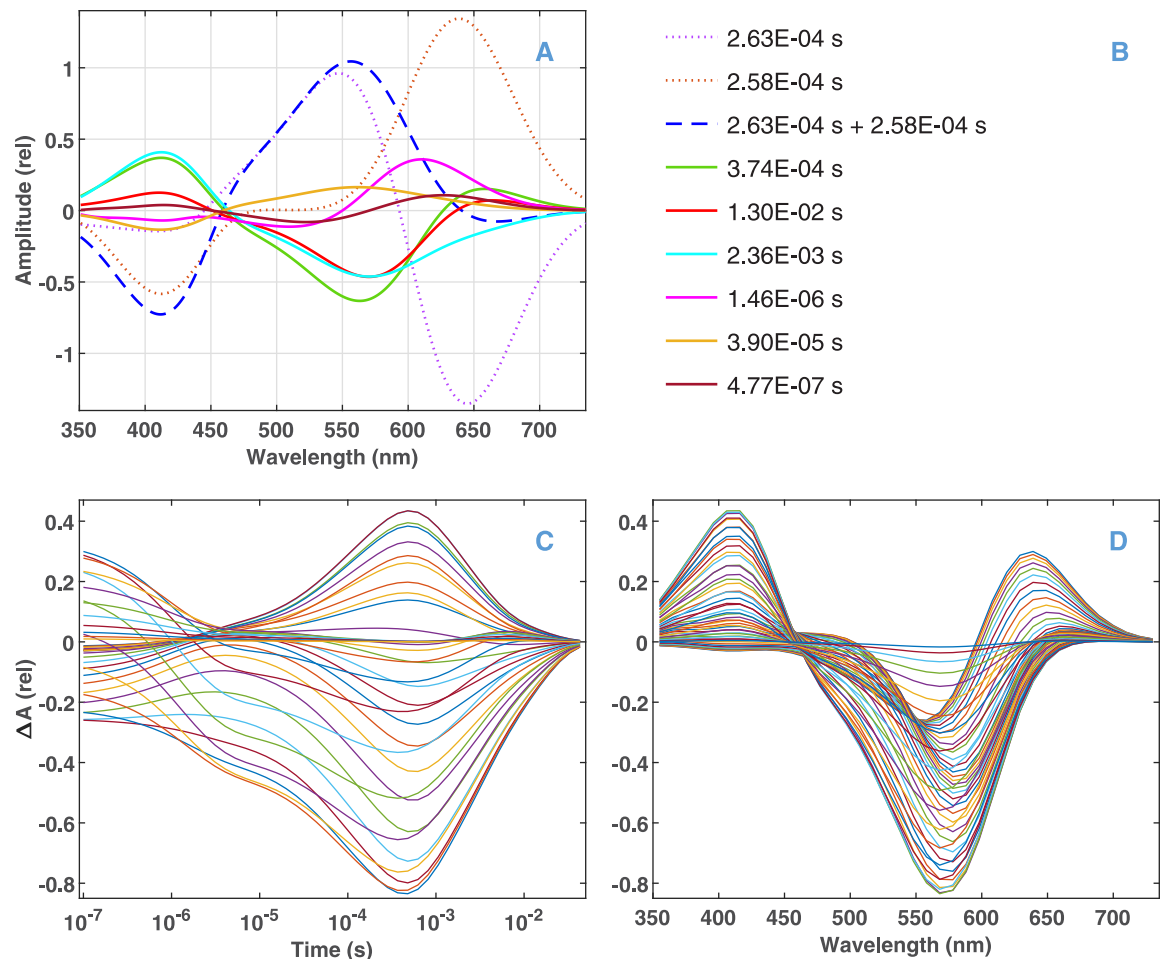 A
B
1
0.5
0
-0.5
-1
Amplitude (rel)
350 400 450 500 550 600 650 700
Wavelength (nm)
2.63E-04 s
2.58E-04 s
2.63E-04 s + 2.58E-04 s
3.74E-04 s
1.30E-02 s
2.36E-03 s
1.46E-06 s
3.90E-05 s
4.77E-07 s
C
0.4
0.2
0
-0.2
-0.4
-0.6
-0.8
ΔA (rel)
10-7 10-6 10-5 10-4 10-3 10-2
Time (s)
D
0.4
0.2
0
-0.2
-0.4
-0.6
-0.8
350 400 450 500 550 600 650 700
Wavelength (nm)